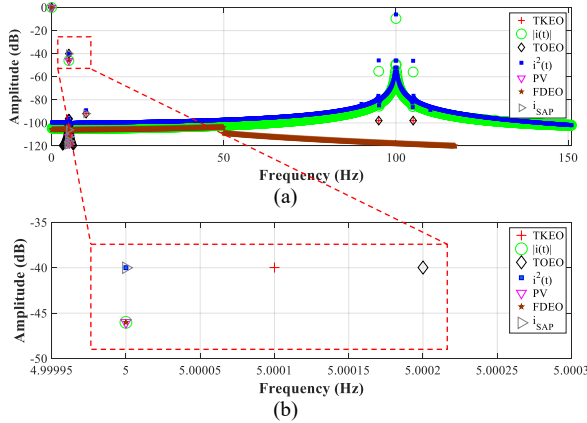 0
-20
-40
-60
-80
-100
-120
Amplitude (dB)
0 50 100 150
Frequency (Hz)
TKEO
|i(t)|
TOEO
i²(t)
PV
FDEO
i_SAP
(a)
-35
-40
-45
-50
Amplitude (dB)
4.99995 5 5.00005 5.0001 5.00015 5.0002 5.00025 5.0003
Frequency (Hz)
TKEO
|i(t)|
TOEO
i²(t)
PV
FDEO
i_SAP
(b)